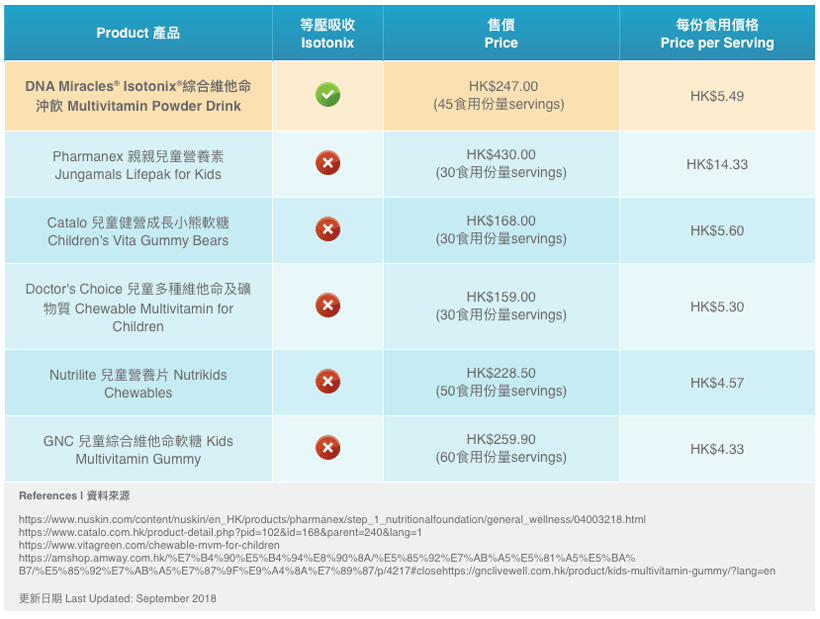 Product 產品
等壓吸收
Isotonix
售價
Price
每份食用價格
Price per Serving
DNA Miracles® Isotonix®綜合維他命
沖飲 Multivitamin Powder Drink
HK$247.00
(45食用份量servings)
HK$5.49
Pharmanex 親親兒童營養素
Jungamals Lifepak for Kids
HK$430.00
(30食用份量servings)
HK$14.33
Catalo 兒童健營成長小熊軟糖
Children's Vita Gummy Bears
HK$168.00
(30食用份量servings)
HK$5.60
Doctor's Choice 兒童多種維他命及礦
物質 Chewable Multivitamin for
Children
HK$159.00
(30食用份量servings)
HK$5.30
Nutrilite 兒童營養片 Nutrikids
Chewables
HK$228.50
(50食用份量servings)
HK$4.57
GNC 兒童綜合維他命軟糖 Kids
Multivitamin Gummy
HK$259.90
(60食用份量servings)
HK$4.33
References | 資料來源
https://www.nuskin.com/content/nuskin/en_HK/products/pharmanex/step_1_nutritionalfoundation/general_wellness/04003218.html
https://www.catalo.com.hk/product-detail.php?pid=102&id=168&parent=240&lang=1
https://www.vitagreen.com/chewable-mvm-for-children
https://amshop.amway.com.hk/%E7%B4%90%E5%B4%94%E8%90%8A/%E5%85%92%E7%AB%A5%E5%81%A5%E5%BA%
B7/%E5%85%92%E7%AB%A5%E7%87%9F%E9%A4%8A%E7%89%87/p/4217#closehttps://gnclivewell.com.hk/product/kids-multivitamin-gummy/?lang=en
更新日期 Last Updated: September 2018